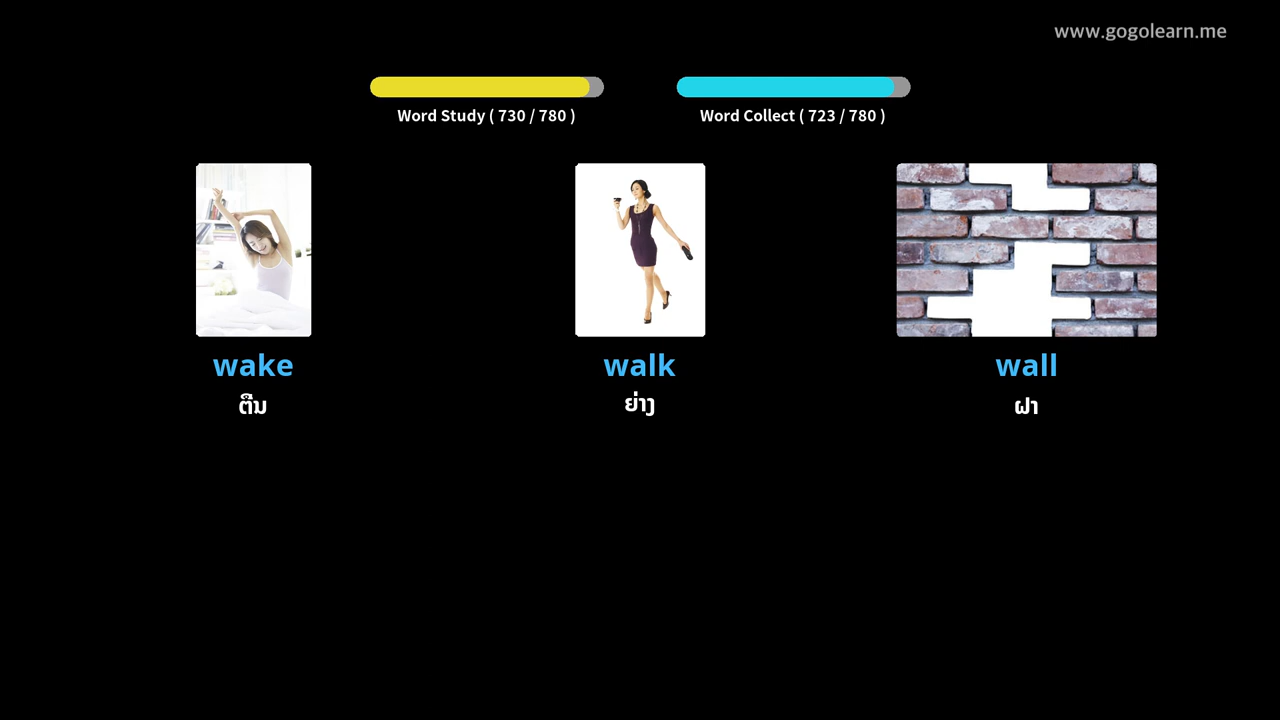 www.gogolearn.me
Word Study ( 730 / 780 )
Word Collect ( 723 / 780 )
wake
walk
wall
ຕື່ນ
ຍ່າງ
ຝາ